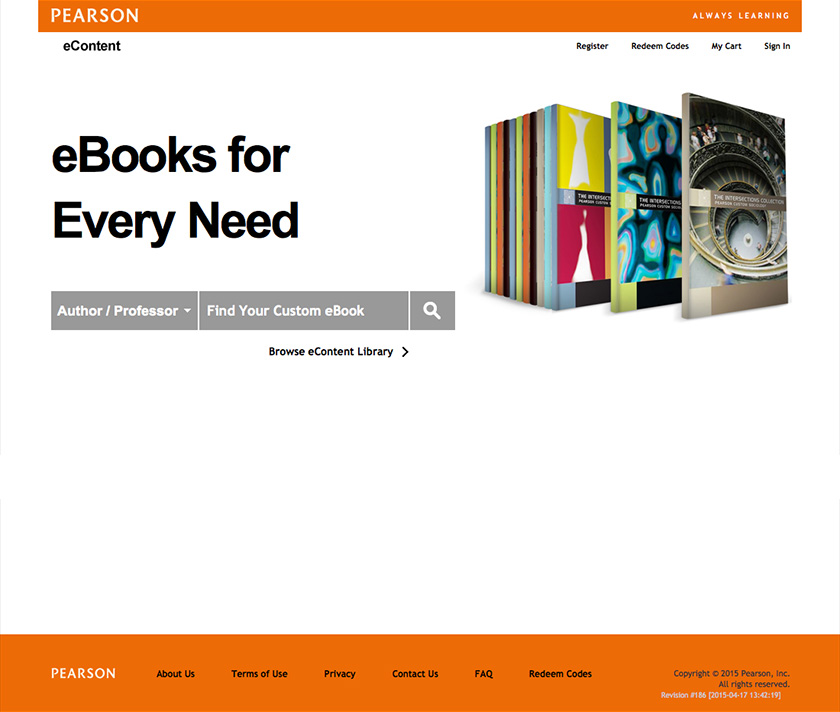 PEARSON
ALWAYS LEARNING
eContent
Register
Redeem Codes
My Cart
Sign In
eBooks for
Every Need
Author / Professor
Find Your Custom eBook
Browse eContent Library
THE INTERSECTI
PEARSON CUSTOM
THE INTERSECTIONS
PEARSON CUSTOM
THE INTERSECTIONS COLLECTION
PEARSON CUSTOM SOCIOLOGY
PEARSON
About Us
Terms of Use
Privacy
Contact Us
FAQ
Redeem Codes
Copyright © 2015 Pearson, Inc.
All rights reserved.
Revision #186 [2015-04-17 13:42:19]